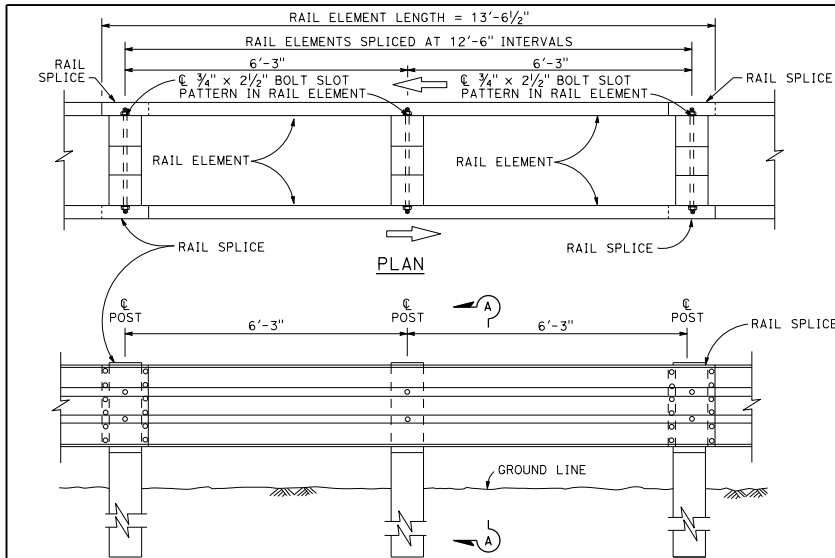 RAIL ELEMENT LENGTH = 13'-6½"
RAIL ELEMENTS SPLICED AT 12'-6" INTERVALS
6'-3" 6'-3"
RAIL
SPLICE
℄ ¾" x 2½" BOLT SLOT
PATTERN IN RAIL ELEMENT
℄ ¾" x 2½" BOLT SLOT
PATTERN IN RAIL ELEMENT
RAIL SPLICE
RAIL ELEMENT
RAIL ELEMENT
RAIL SPLICE
RAIL SPLICE
PLAN
℄
POST
℄
POST
℄
POST
A
6'-3" 6'-3"
RAIL SPLICE
GROUND LINE
A